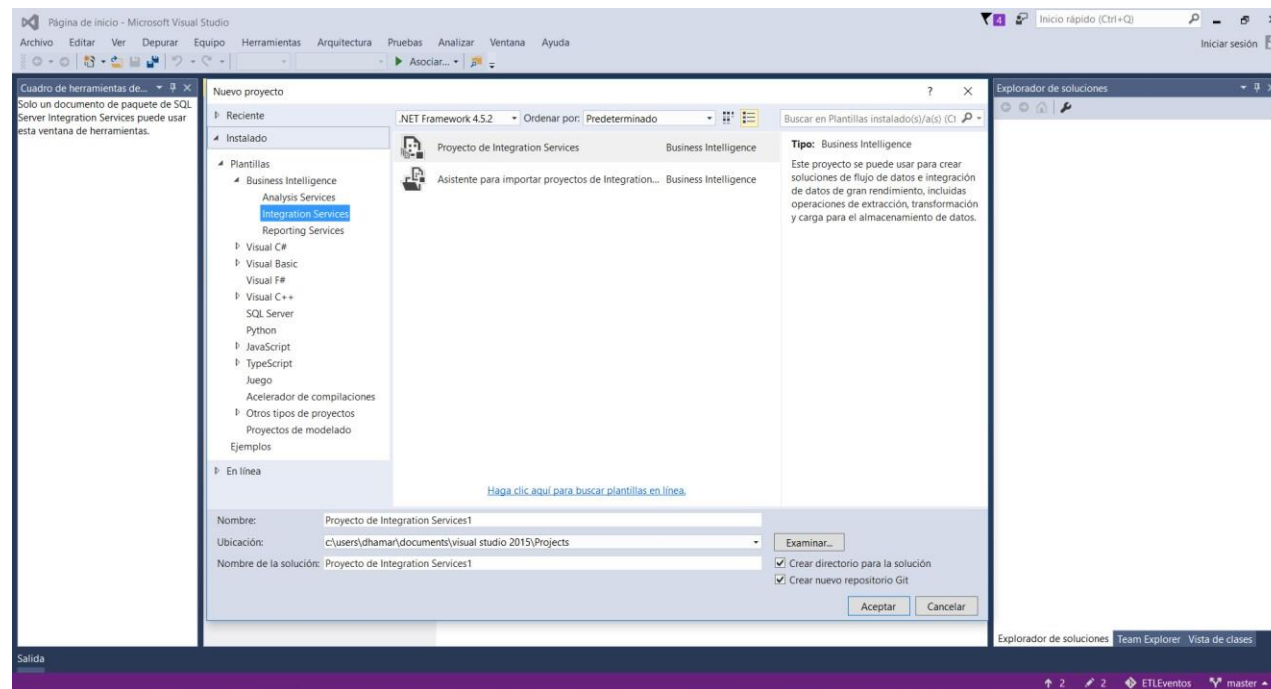 Página de inicio - Microsoft Visual Studio
4
Inicio rápido (Ctrl+Q)
Archivo Editar Ver Depurar Equipo Herramientas Arquitectura Pruebas Analizar Ventana Ayuda
Iniciar sesión
Asociar...
Cuadro de herramientas de...
Solo un documento de paquete de SQL
Server Integration Services puede usar
esta ventana de herramientas.
Nuevo proyecto
? X
Reciente
Instalado
Plantillas
Business Intelligence
Analysis Services
Integration Services
Reporting Services
Visual C#
Visual Basic
Visual F#
Visual C++
SQL Server
Python
JavaScript
TypeScript
Juego
Acelerador de compilaciones
Otros tipos de proyectos
Proyectos de modelado
Ejemplos
En línea
.NET Framework 4.5.2 Ordenar por: Predeterminado
Proyecto de Integration Services Business Intelligence
Asistente para importar proyectos de Integration... Business Intelligence
Haga clic aquí para buscar plantillas en línea.
Buscar en Plantillas instalado(s)/a(s) (Ct
Tipo: Business Intelligence
Este proyecto se puede usar para crear
soluciones de flujo de datos e integración
de datos de gran rendimiento, incluidas
operaciones de extracción, transformación
y carga para el almacenamiento de datos.
Nombre: Proyecto de Integration Services1
Ubicación: c:\users\dhamar\documents\visual studio 2015\Projects
Examinar...
Nombre de la solución: Proyecto de Integration Services1
Crear directorio para la solución
Crear nuevo repositorio Git
Aceptar Cancelar
Explorador de soluciones
Explorador de soluciones Team Explorer Vista de clases
Salida
2 2 ETLEventos master